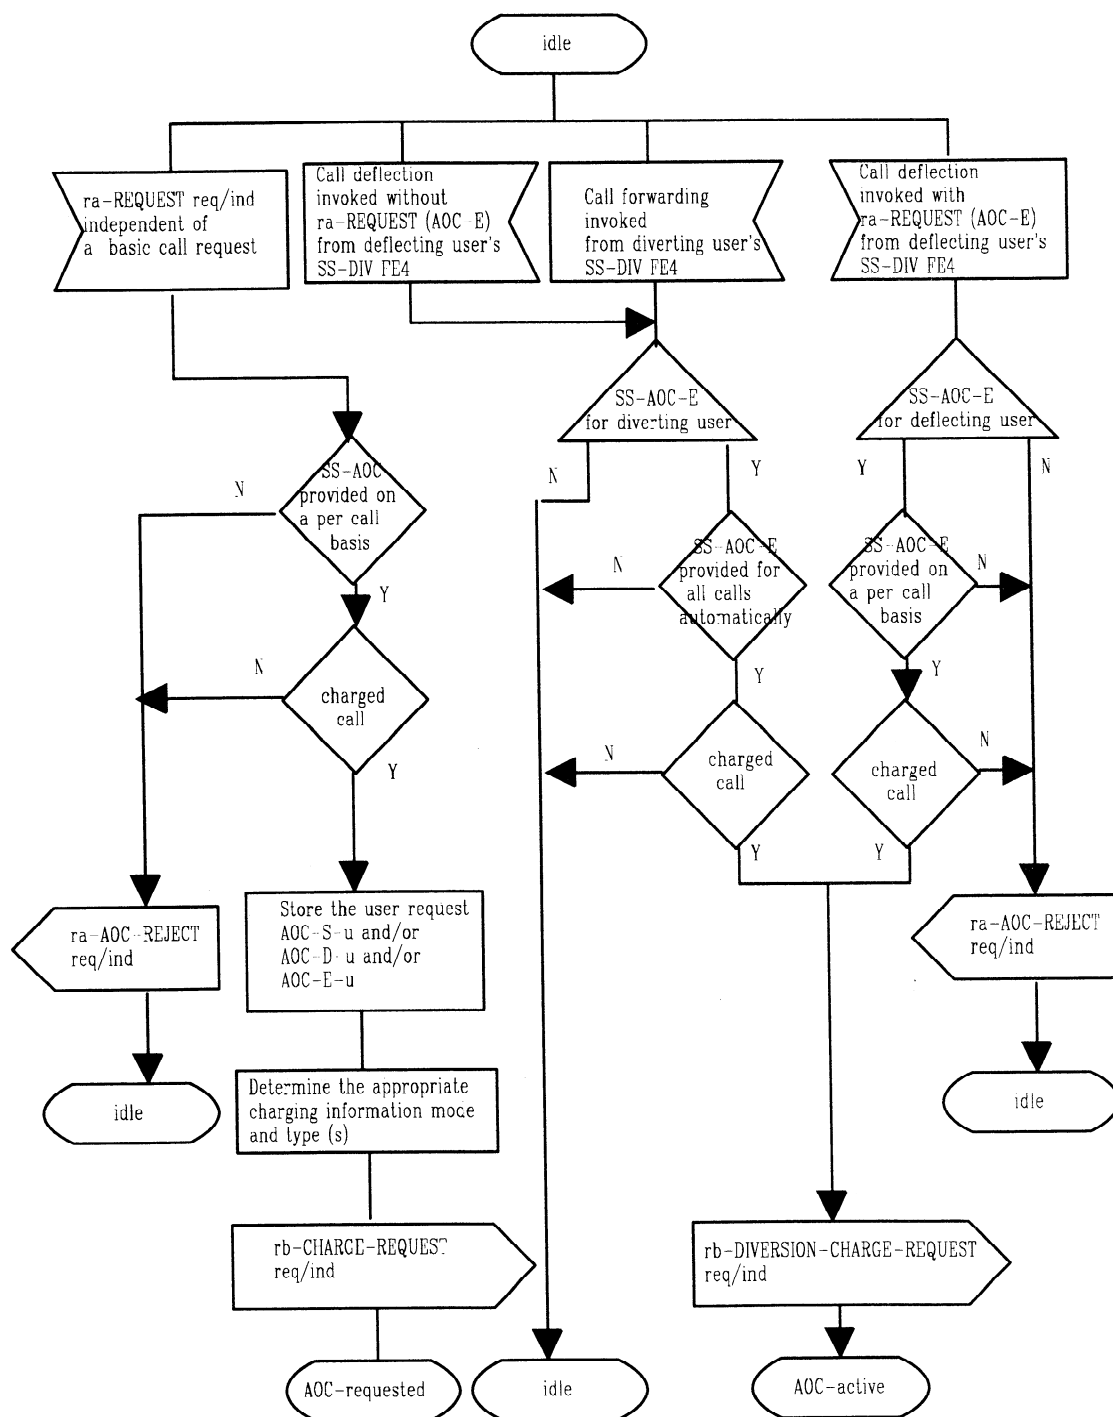 idle
ra-REQUEST req/ind
independent of
a basic call request
Call deflection
invoked without
ra-REQUEST (AOC-E)
from deflecting user's
SS-DIV FE4
Call forwarding
invoked
from diverting user's
SS-DIV FE4
Call deflection
invoked with
ra-REQUEST (AOC-E)
from deflecting user's
SS-DIV FE4
SS-AOC-E
for diverting user
SS-AOC-E
for deflecting user
N
Y
Y
N
SS-AOC
provided on
a per call
basis
N
Y
SS-AOC-E
provided for
all calls
automatically
N
Y
SS-AOC-E
provided on
a per call
basis
N
Y
charged
call
N
Y
charged
call
N
Y
charged
call
N
Y
ra-AOC-REJECT
req/ind
Store the user request
AOC-S-u and/or
AOC-D-u and/or
AOC-E-u
ra-AOC-REJECT
req/ind
idle
Determine the appropriate
charging information mode
and type (s)
idle
rb-CHARGE-REQUEST
req/ind
rb-DIVERSION-CHARGE-REQUEST
req/ind
AOC-requested
idle
AOC-active